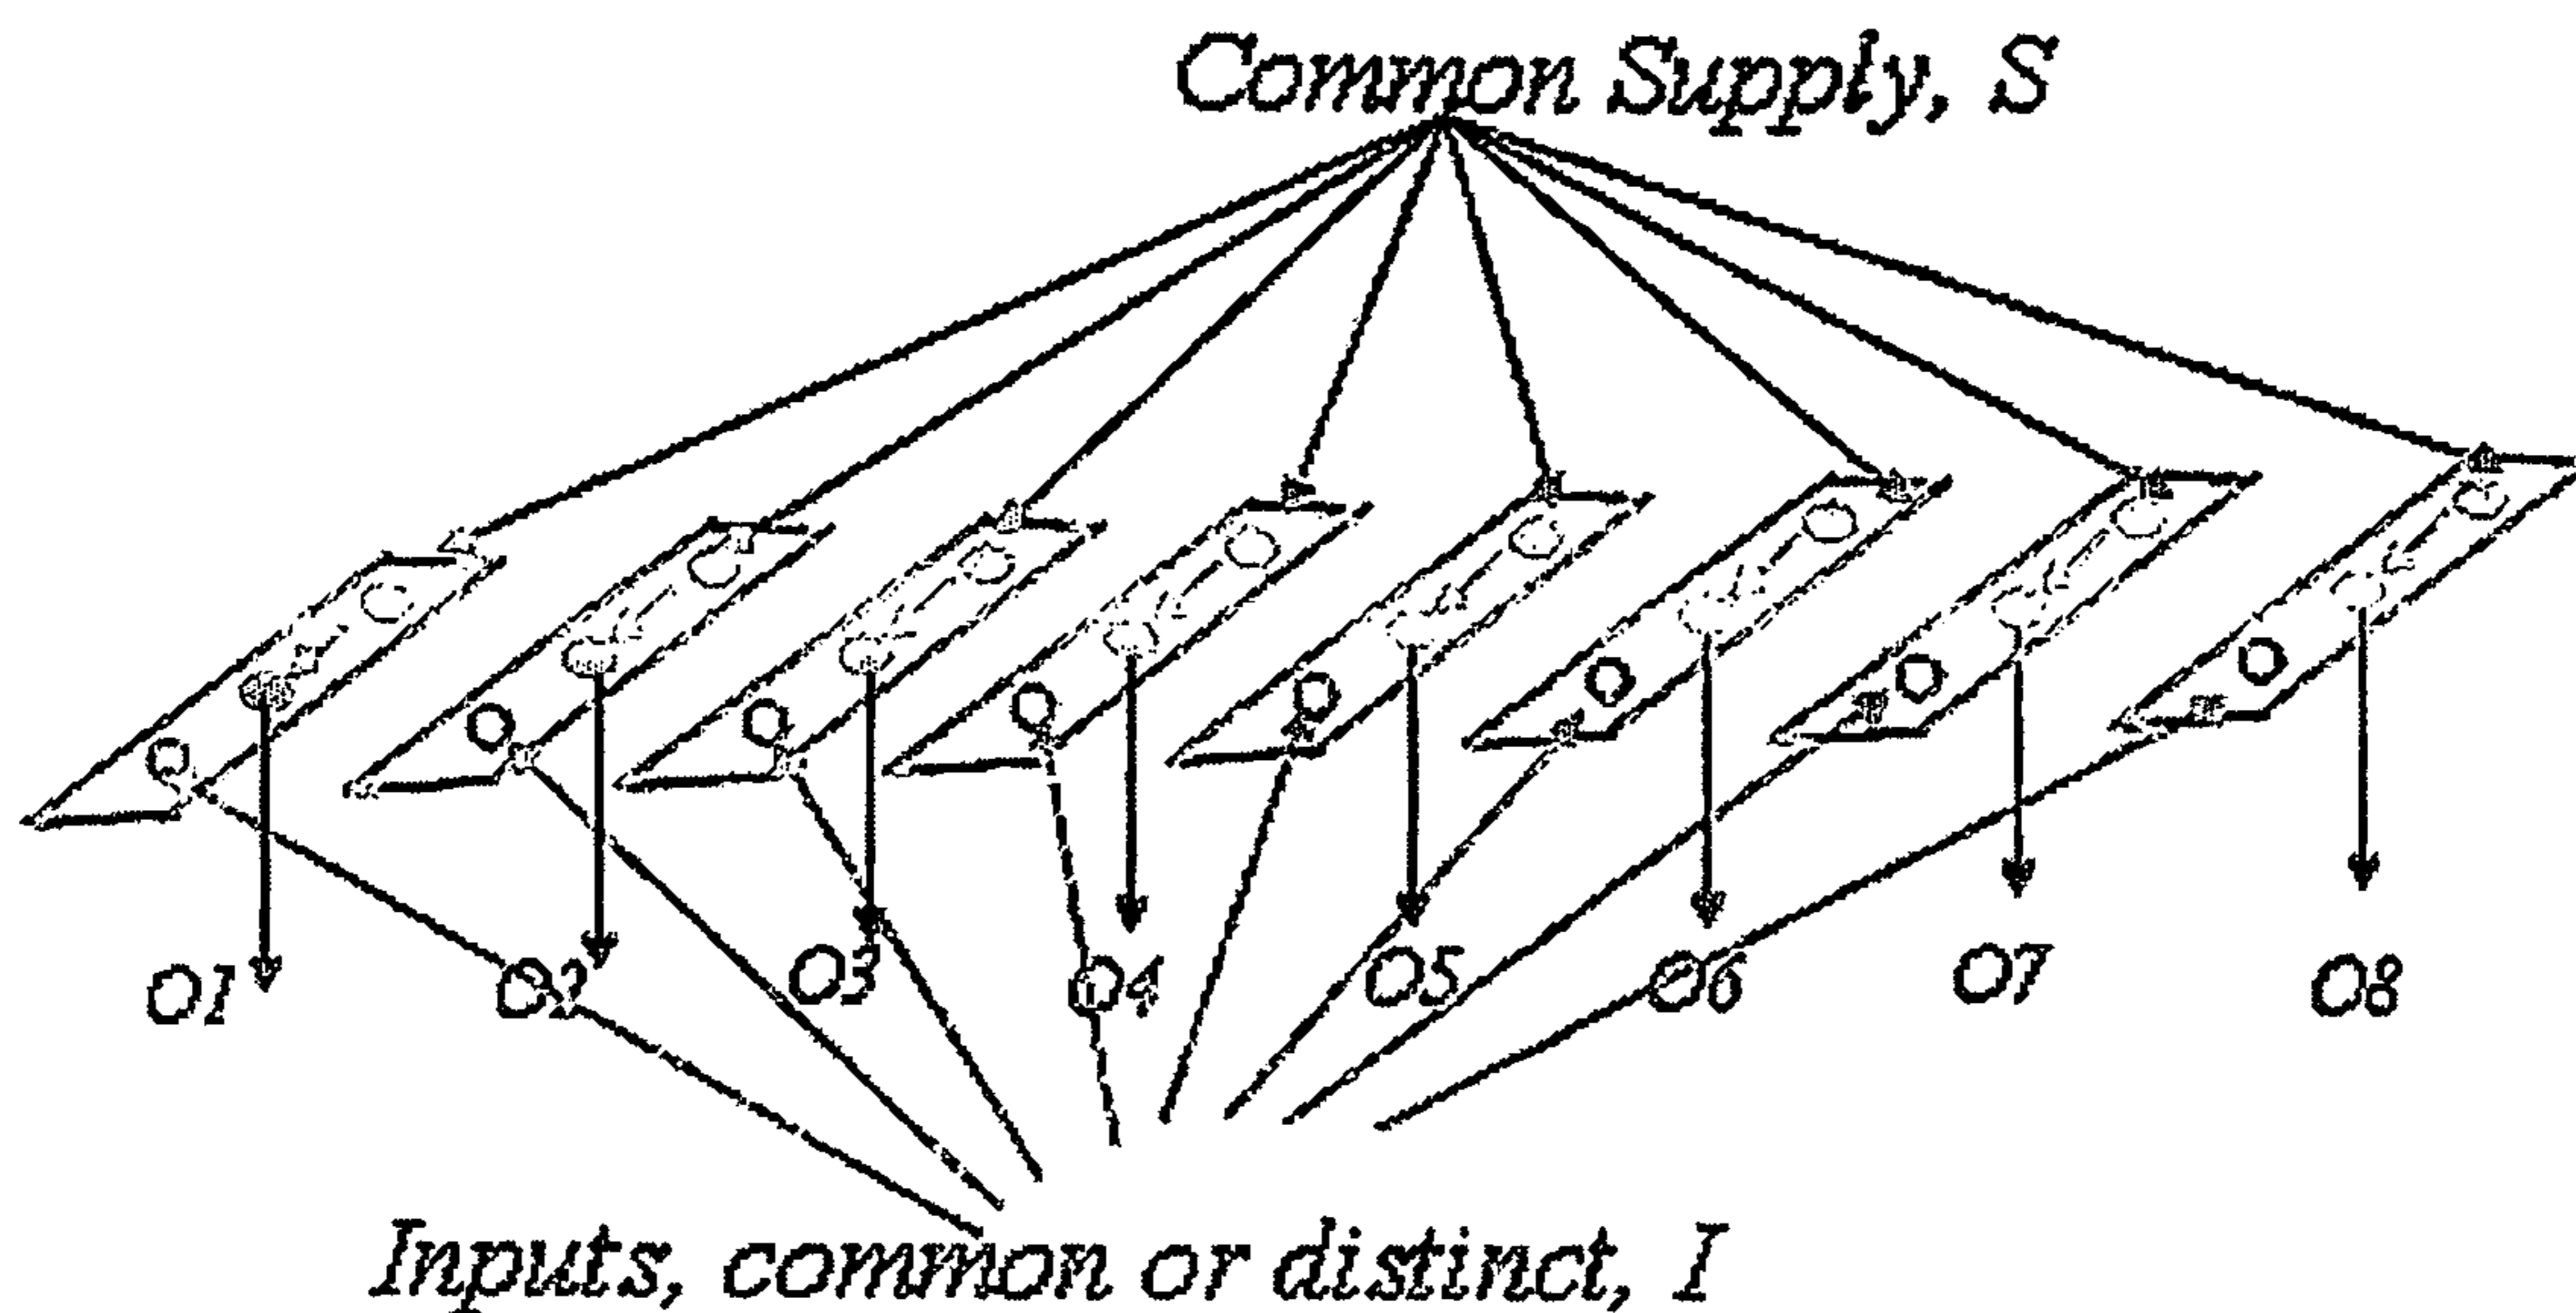 Common Supply, S
O1 O2 O3 O4 O5 O6 O7 O8
Inputs, common or distinct, I